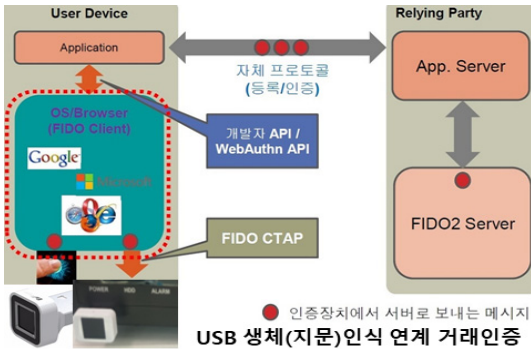 User Device
Relying Party
Application
자체 프로토콜
(등록/인증)
App. Server
OS/Browser
(FIDO Client)
Google
Microsoft
개발자 API /
WebAuthn API
FIDO CTAP
FIDO2 Server
POWER HDD ALARM
인증장치에서 서버로 보내는 메시지
USB 생체(지문)인식 연계 거래인증